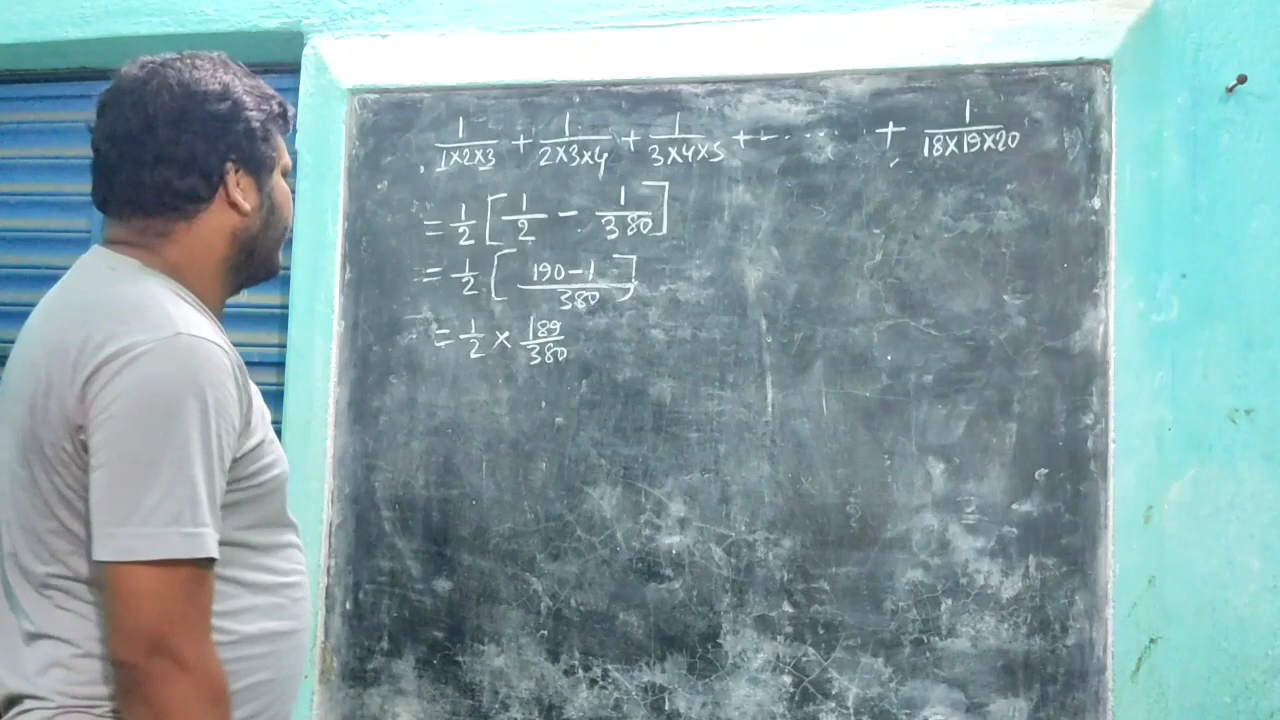 1/1×2×3 + 1/2×3×4 + 1/3×4×5 + ....... + 1/18×19×20
= 1/2 [1/2 - 1/380]
= 1/2 [190-1/380]
= 1/2 × 189/380